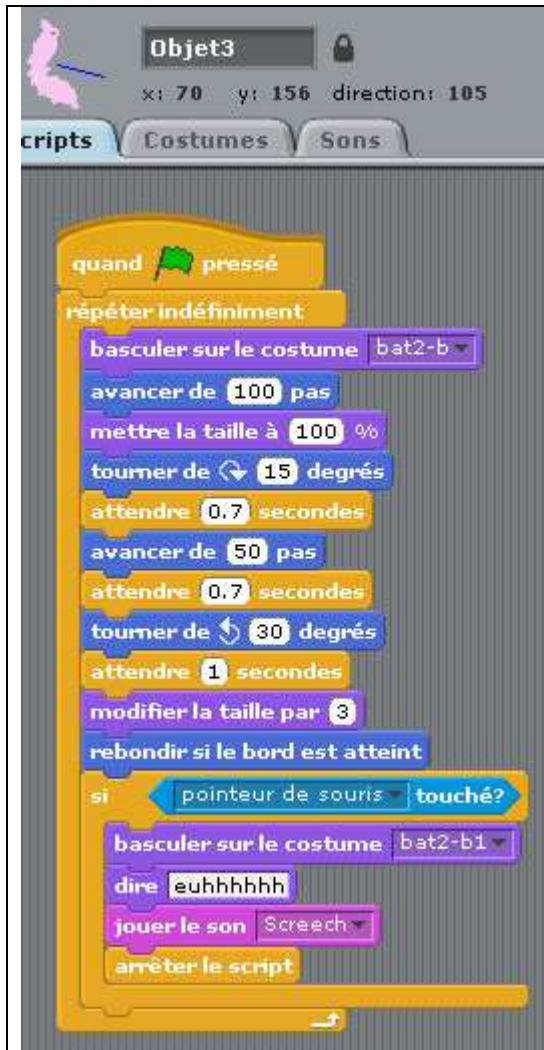 Objet3
x: 70 y: 156 direction: 105
cripts Costumes Sons
quand pressé
répéter indéfiniment
basculer sur le costume bat2-b
avancer de 100 pas
mettre la taille à 100 %
tourner de 15 degrés
attendre 0.7 secondes
avancer de 50 pas
attendre 0.7 secondes
tourner de 30 degrés
attendre 1 secondes
modifier la taille par 3
rebondir si le bord est atteint
si pointeur de souris touché?
basculer sur le costume bat2-b1
dire euhhhhhh
jouer le son Screech
arrêter le script